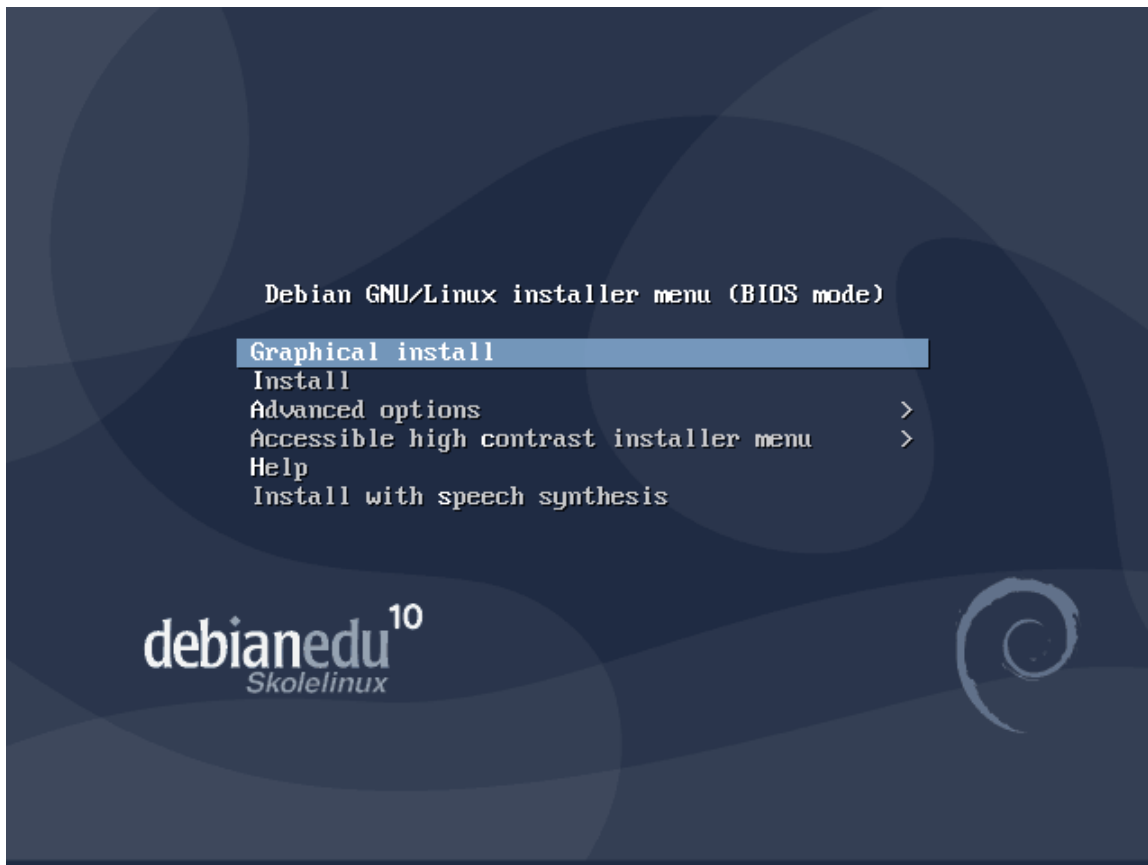 Debian GNU/Linux installer menu (BIOS mode)
Graphical install
Install
Advanced options >
Accessible high contrast installer menu >
Help
Install with speech synthesis
debianedu 10
Skolelinux